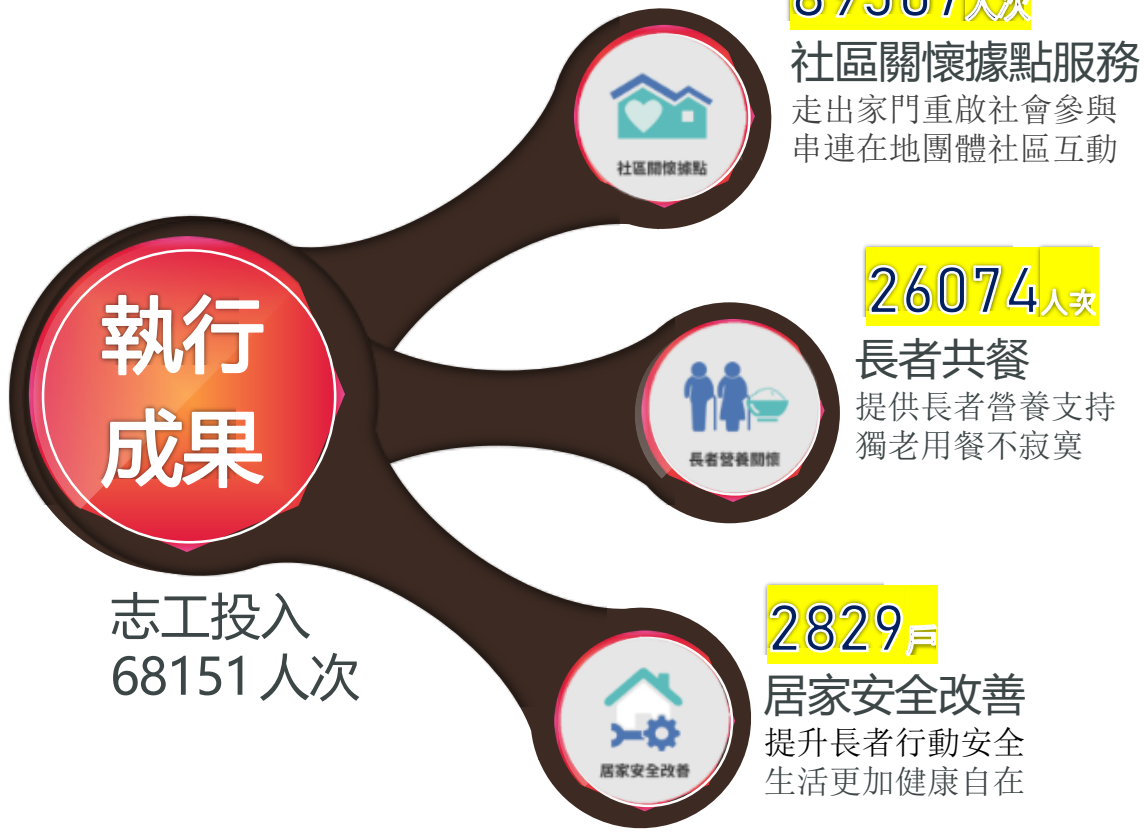 人次
社區關懷據點服務
走出家門重啟社會參與
串連在地團體社區互動
社區關懷據點
執行
成果
26074人次
長者共餐
提供長者營養支持
獨老用餐不寂寞
長者營養關懷
志工投入
68151人次
2829戶
居家安全改善
提升長者行動安全
生活更加健康自在
居家安全改善